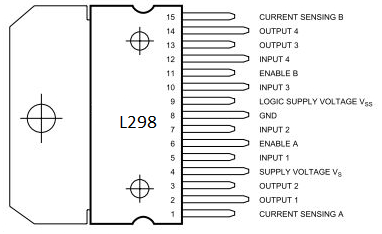 15 CURRENT SENSING B
14 OUTPUT 4
13 OUTPUT 3
12 INPUT 4
11 ENABLE B
10 INPUT 3
9 LOGIC SUPPLY VOLTAGE VSS
8 GND
7 INPUT 2
6 ENABLE A
5 INPUT 1
4 SUPPLY VOLTAGE VS
3 OUTPUT 2
2 OUTPUT 1
1 CURRENT SENSING A
L298